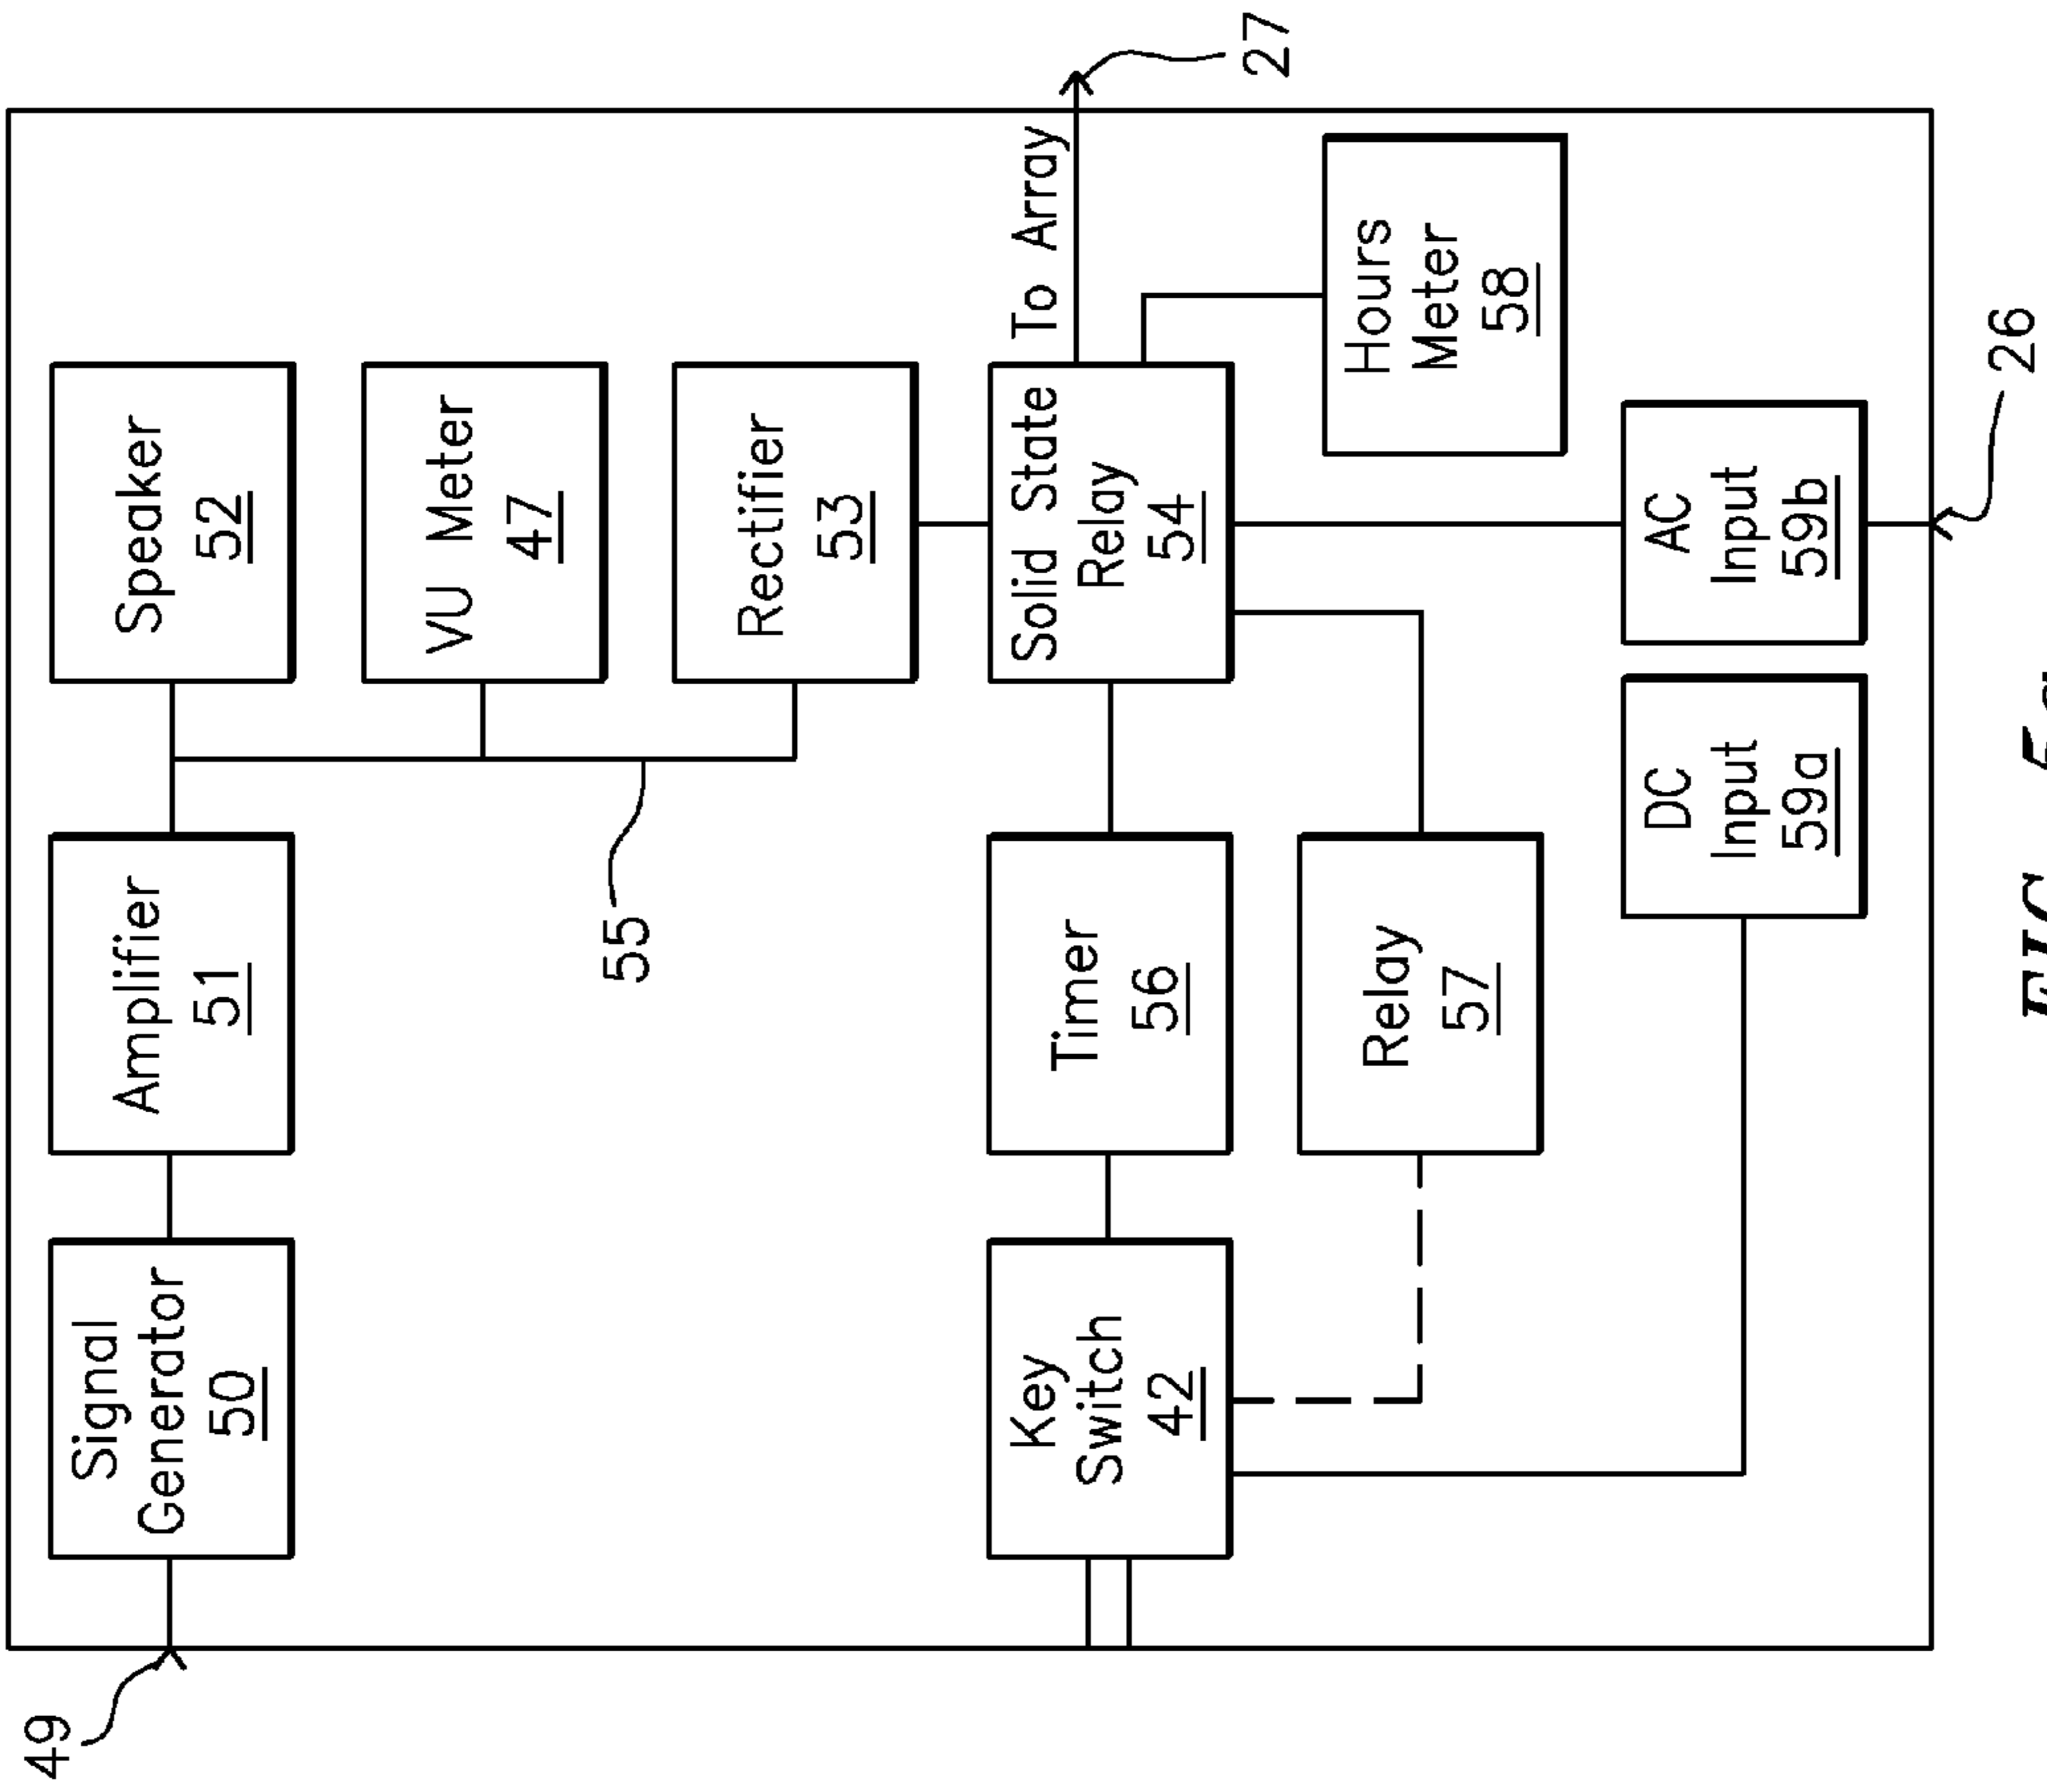 49
Signal
Generator
50
Amplifier
51
Speaker
52
VU Meter
47
55
Rectifier
53
Key
Switch
42
Timer
56
Solid State
Relay
54
To Array
27
Relay
57
Hours
Meter
58
DC
Input
59a
AC
Input
59b
26
FIG.